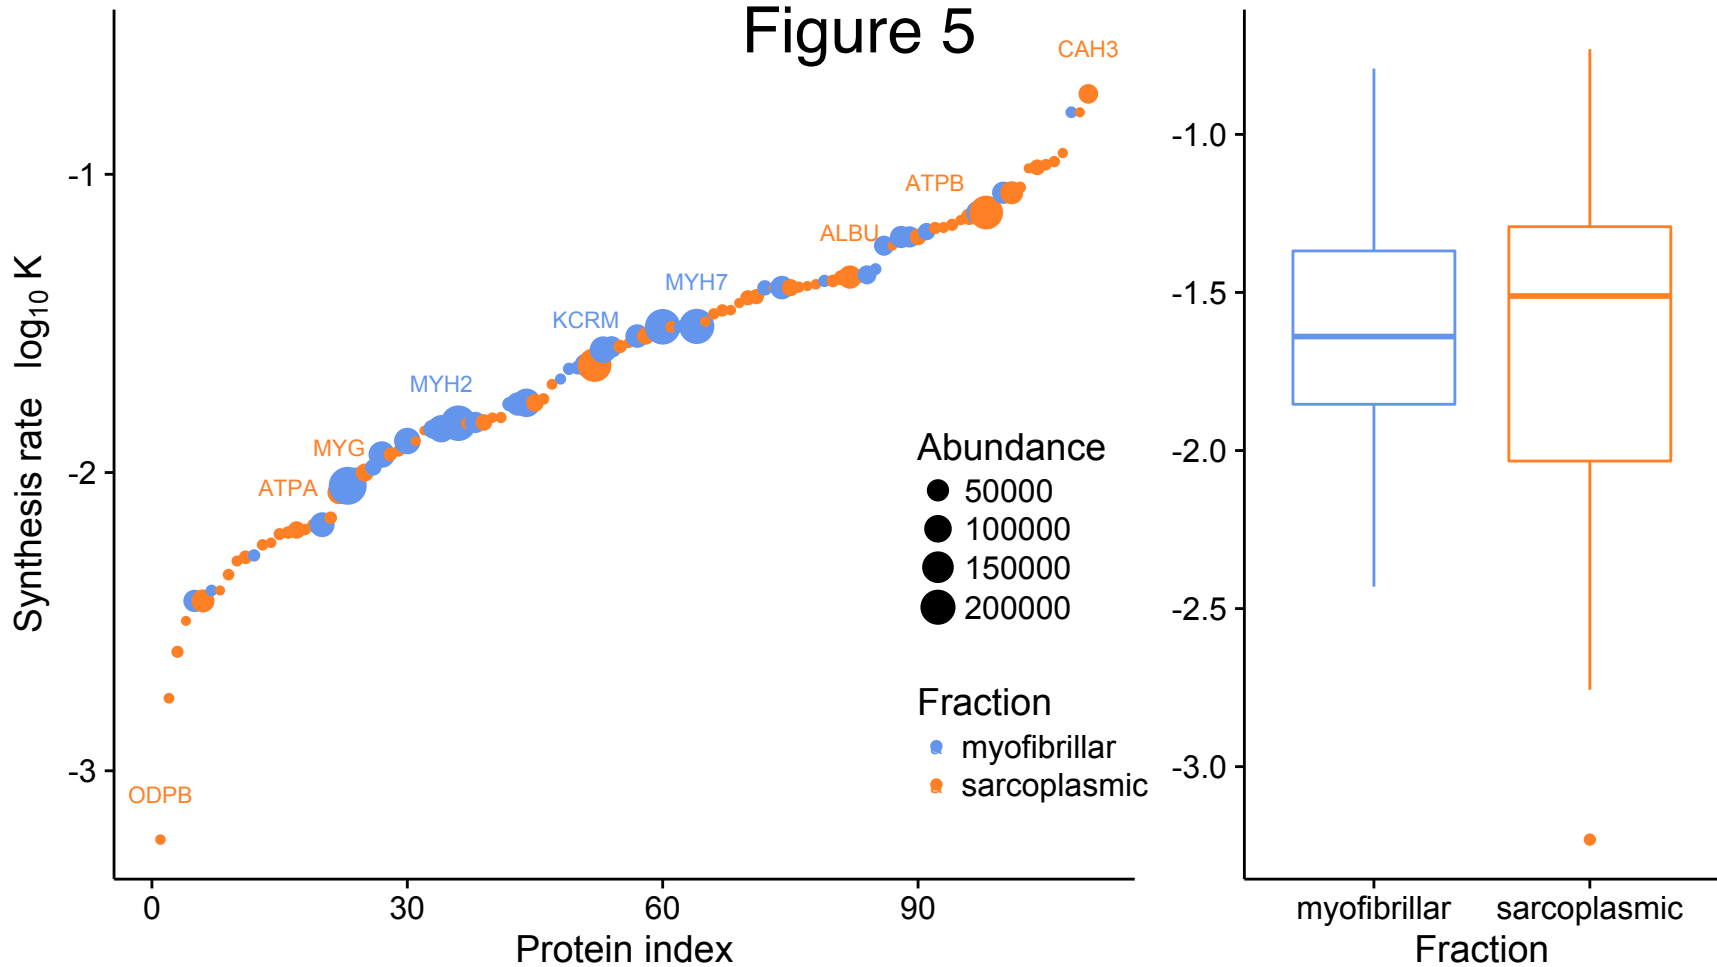 Figure 5
CAH3
-1
ATPB
ALBU
MYH7
KCRM
MYH2
MYG
-2
ATPA
-3
ODPB
Synthesis rate log10 K
0 30 60 90
Protein index
Abundance
50000
100000
150000
200000
Fraction
myofibrillar
sarcoplasmic
-1.0
-1.5
-2.0
-2.5
-3.0
myofibrillar sarcoplasmic
Fraction